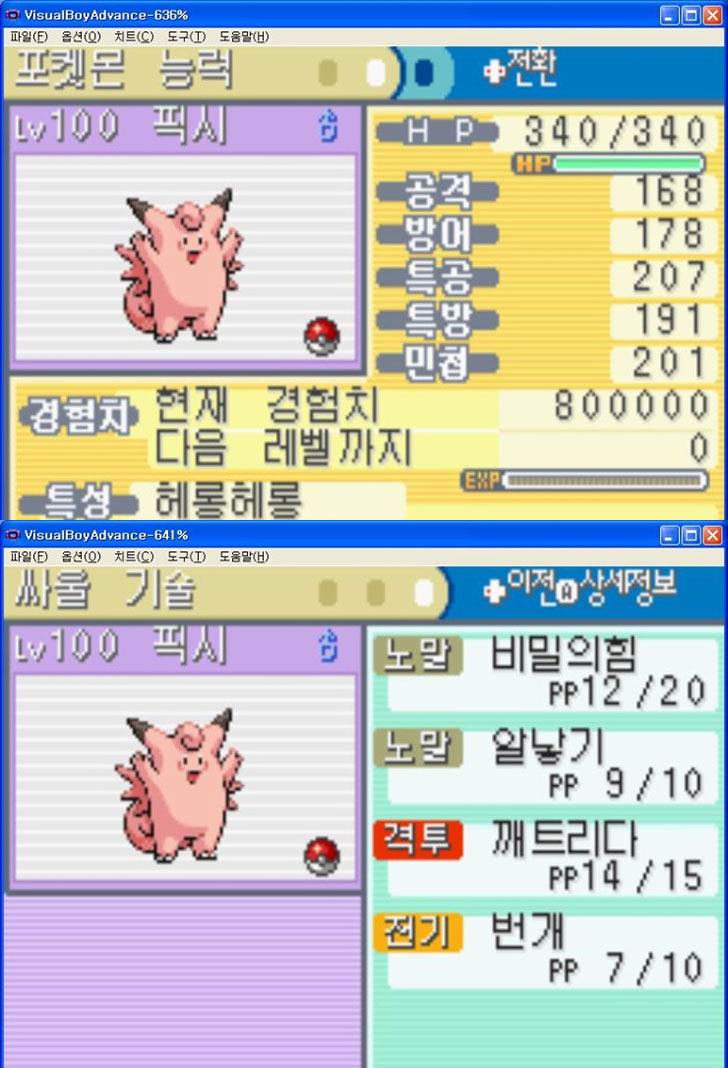 VisualBoyAdvance-636%
파일(F) 옵션(O) 치트(C) 도구(T) 도움말(H)
포켓몬 능력 전환
Lv100 픽시
HP 340/340
HP
공격 168
방어 178
특공 207
특방 191
민첩 201
경험치 현재 경험치 800000
다음 레벨까지 0
EXP
특성 헤롱헤롱
VisualBoyAdvance-641%
파일(F) 옵션(O) 치트(C) 도구(T) 도움말(H)
싸울 기술 이전 A 상세정보
Lv100 픽시
노말 비밀의힘
PP12/20
노말 알낳기
PP 9/10
격투 깨트리다
PP14/15
전기 번개
PP 7/10